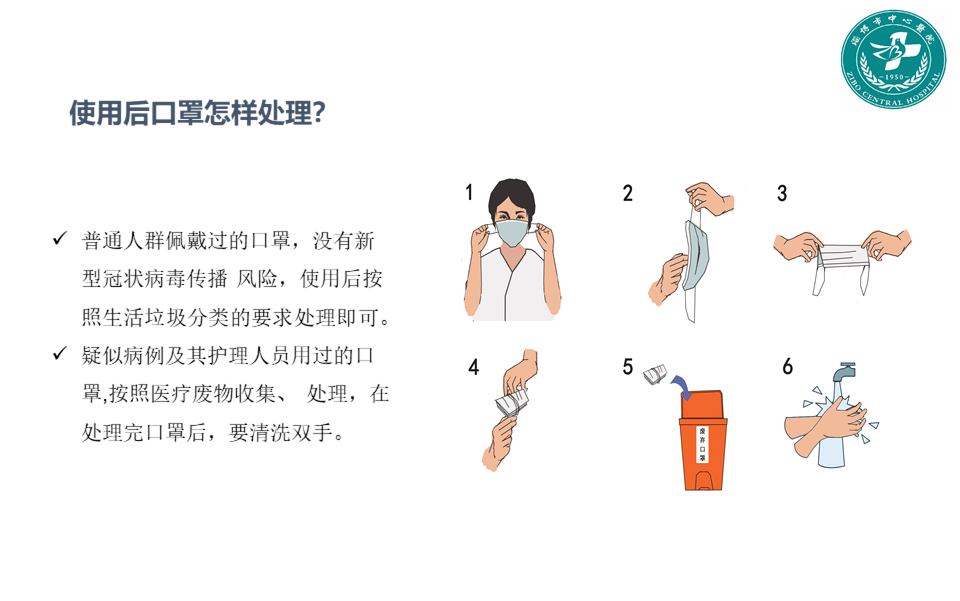 淄博市中心醫院
1950
ZIBO CENTRAL HOSPITAL
使用后口罩怎样处理？
普通人群佩戴过的口罩，没有新
型冠状病毒传播 风险，使用后按
照生活垃圾分类的要求处理即可。
疑似病例及其护理人员用过的口
罩,按照医疗废物收集、 处理，在
处理完口罩后，要清洗双手。
1
2
3
4
5
废弃口罩
6